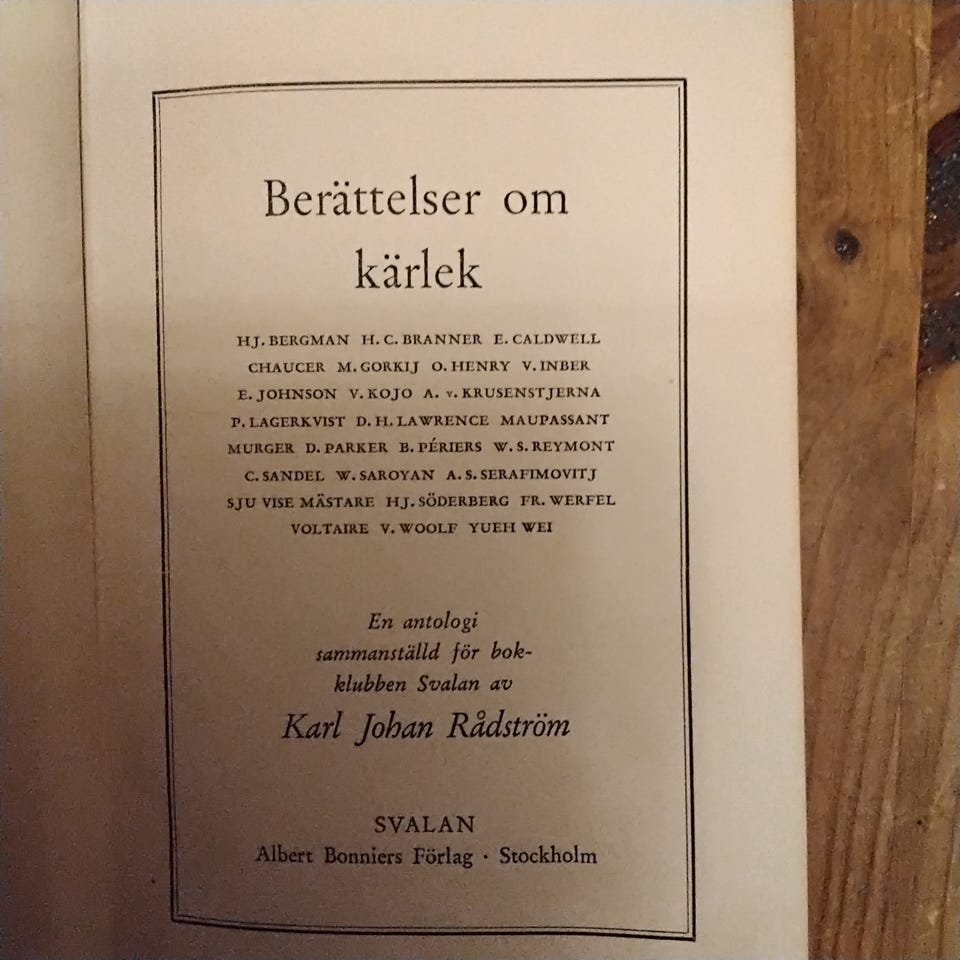 Berättelser om
kärlek
HJ. BERGMAN H. C. BRANNER E. CALDWELL
CHAUCER M. GORKIJ O. HENRY V. INBER
E. JOHNSON V. KOJO A. v. KRUSENSTJERNA
P. LAGERKVIST D. H. LAWRENCE MAUPASSANT
MURGER D. PARKER B. PÉRIERS W. S. REYMONT
C. SANDEL W. SAROYAN A. S. SERAFIMOVITJ
SJU VISE MÄSTARE HJ. SÖDERBERG FR. WERFEL
VOLTAIRE V. WOOLF YUEH WEI
En antologi
sammanställd för bok-
klubben Svalan av
Karl Johan Rådström
SVALAN
Albert Bonniers Förlag · Stockholm